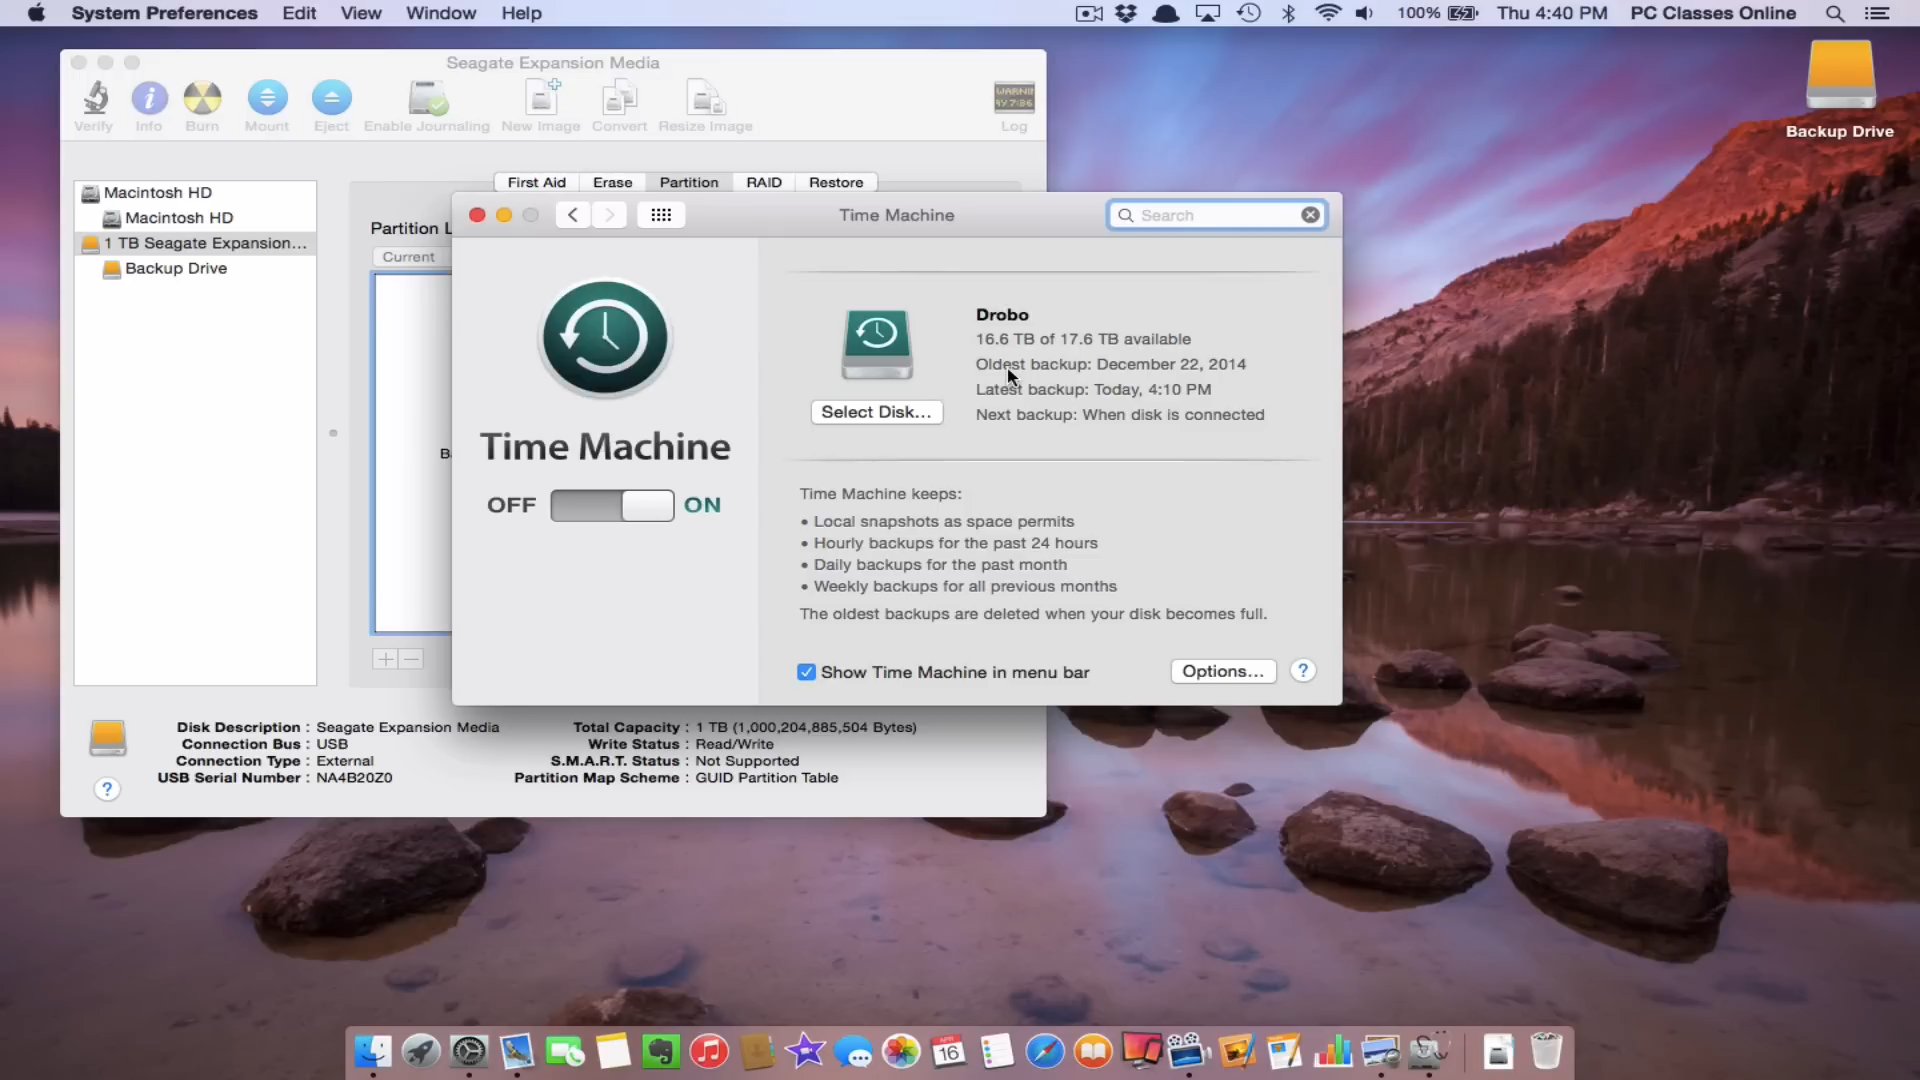 System Preferences Edit View Window Help 100% Thu 4:40 PM PC Classes Online
Seagate Expansion Media
Verify Info Burn Mount Eject Enable Journaling New Image Convert Resize Image Log
WARNIN
Backup Drive
First Aid Erase Partition RAID Restore
Macintosh HD
Macintosh HD
1 TB Seagate Expansion...
Backup Drive
Partition L
Current
B
Time Machine Search
Time Machine
OFF ON
Select Disk...
Drobo
16.6 TB of 17.6 TB available
Oldest backup: December 22, 2014
Latest backup: Today, 4:10 PM
Next backup: When disk is connected
Time Machine keeps:
• Local snapshots as space permits
• Hourly backups for the past 24 hours
• Daily backups for the past month
• Weekly backups for all previous months
The oldest backups are deleted when your disk becomes full.
Show Time Machine in menu bar Options... ?
Disk Description : Seagate Expansion Media
Connection Bus : USB
Connection Type : External
USB Serial Number : NA4B20Z0
Total Capacity : 1 TB (1,000,204,885,504 Bytes)
Write Status : Read/Write
S.M.A.R.T. Status : Not Supported
Partition Map Scheme : GUID Partition Table
?
16